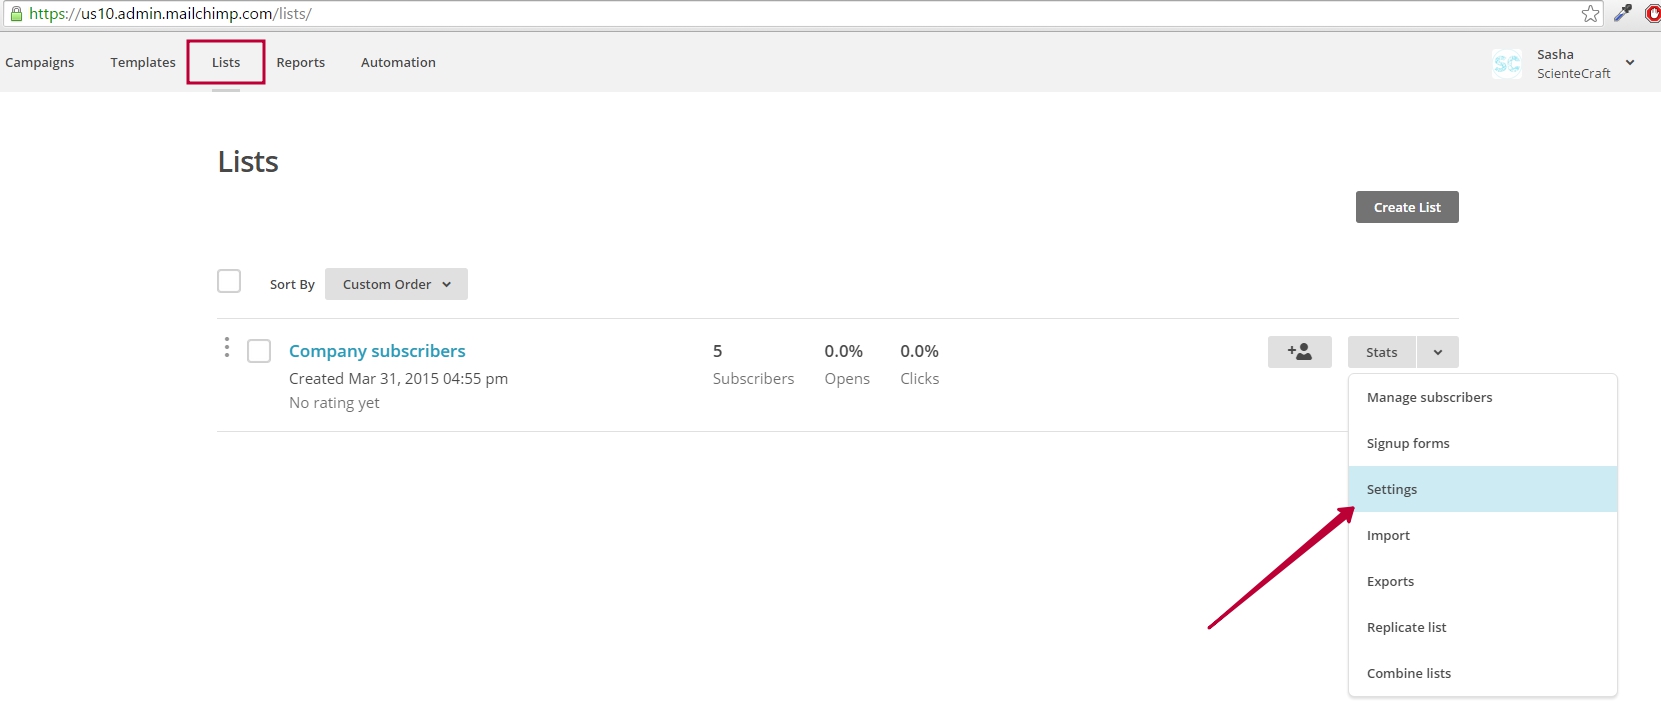 https://us10.admin.mailchimp.com/lists/
Campaigns Templates Lists Reports Automation
SC
Sasha
ScienteCraft
Lists
Create List
Sort By Custom Order
Company subscribers 5 0.0% 0.0% Stats
Created Mar 31, 2015 04:55 pm Subscribers Opens Clicks
No rating yet
Manage subscribers
Signup forms
Settings
Import
Exports
Replicate list
Combine lists